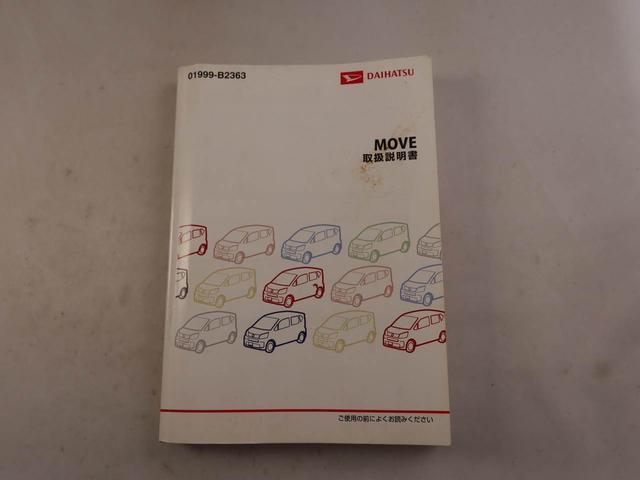 01999-B2363
DAIHATSU
MOVE
取扱説明書
ご使用の前によくお読みください